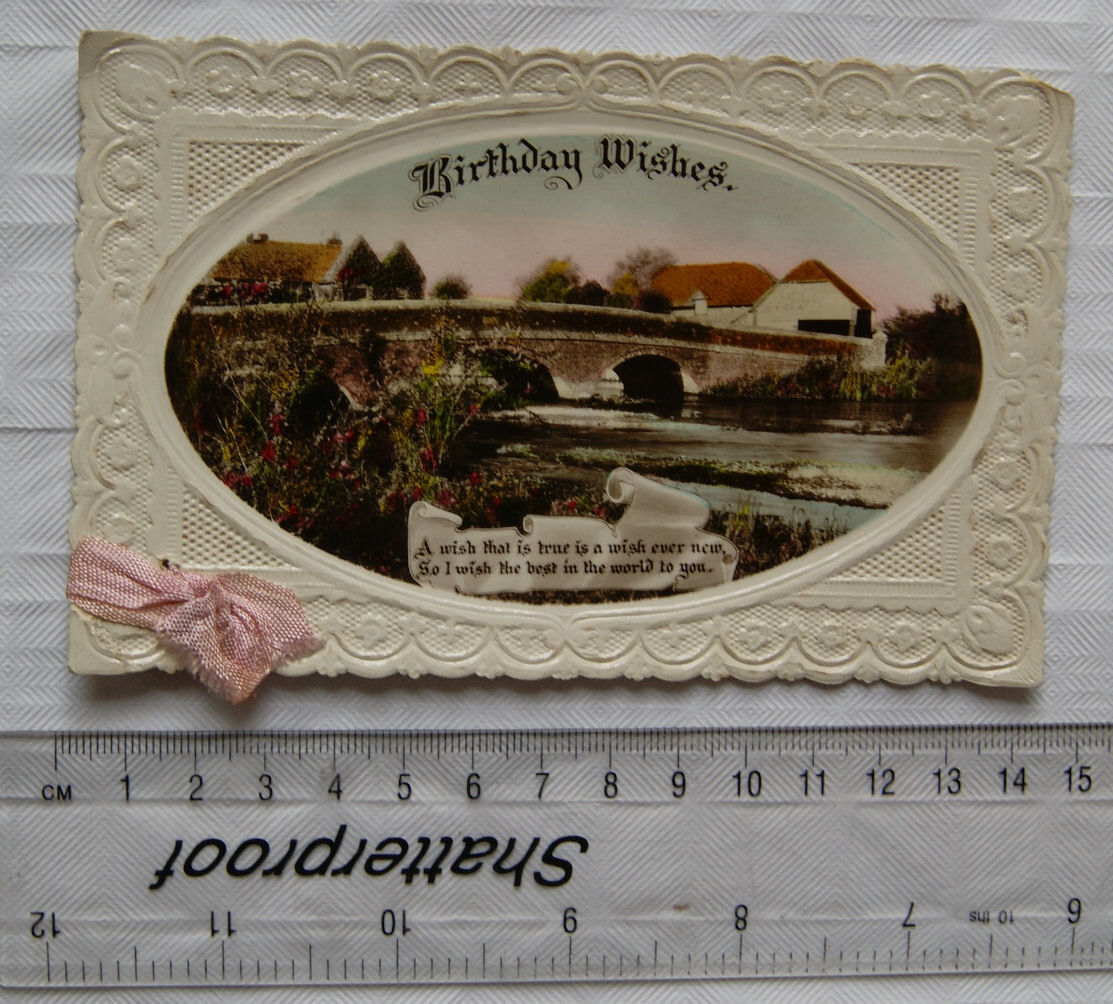 Birthday Wishes.
A wish that is true is a wish ever new,
So I wish the best in the world to you.
CM 1 2 3 4 5 6 7 8 9 10 11 12 13 14 15
Shatterproof
12 11 10 9 8 7 10 ths 6